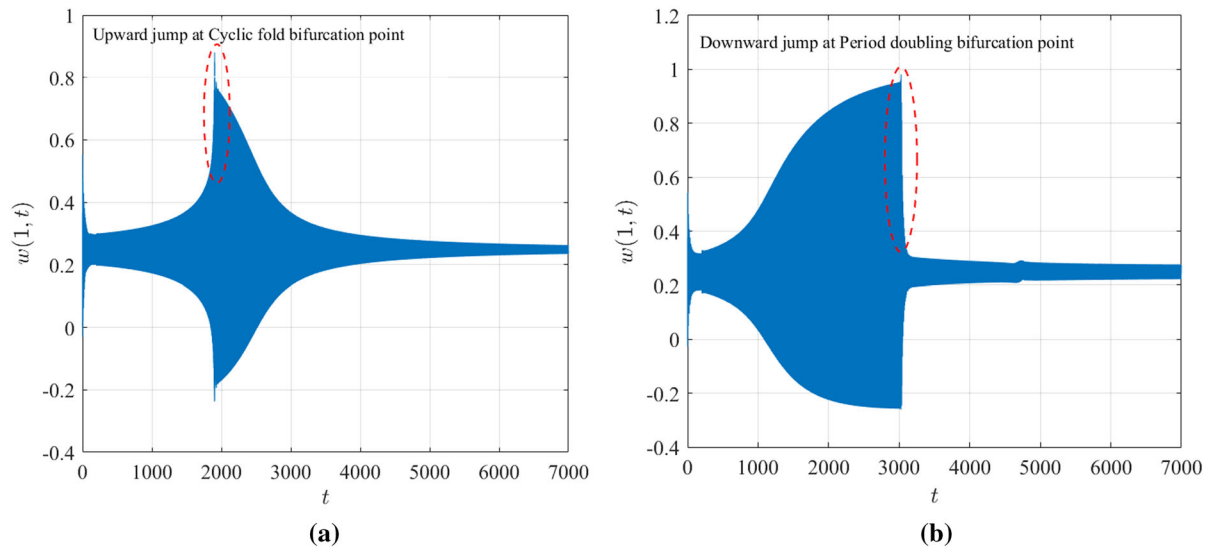 Upward jump at Cyclic fold bifurcation point
1
0.8
0.6
0.4
0.2
0
-0.2
-0.4
w(1, t)
0 1000 2000 3000 4000 5000 6000 7000
t
(a)
Downward jump at Period doubling bifurcation point
1.2
1
0.8
0.6
0.4
0.2
0
-0.2
-0.4
w(1, t)
0 1000 2000 3000 4000 5000 6000 7000
t
(b)